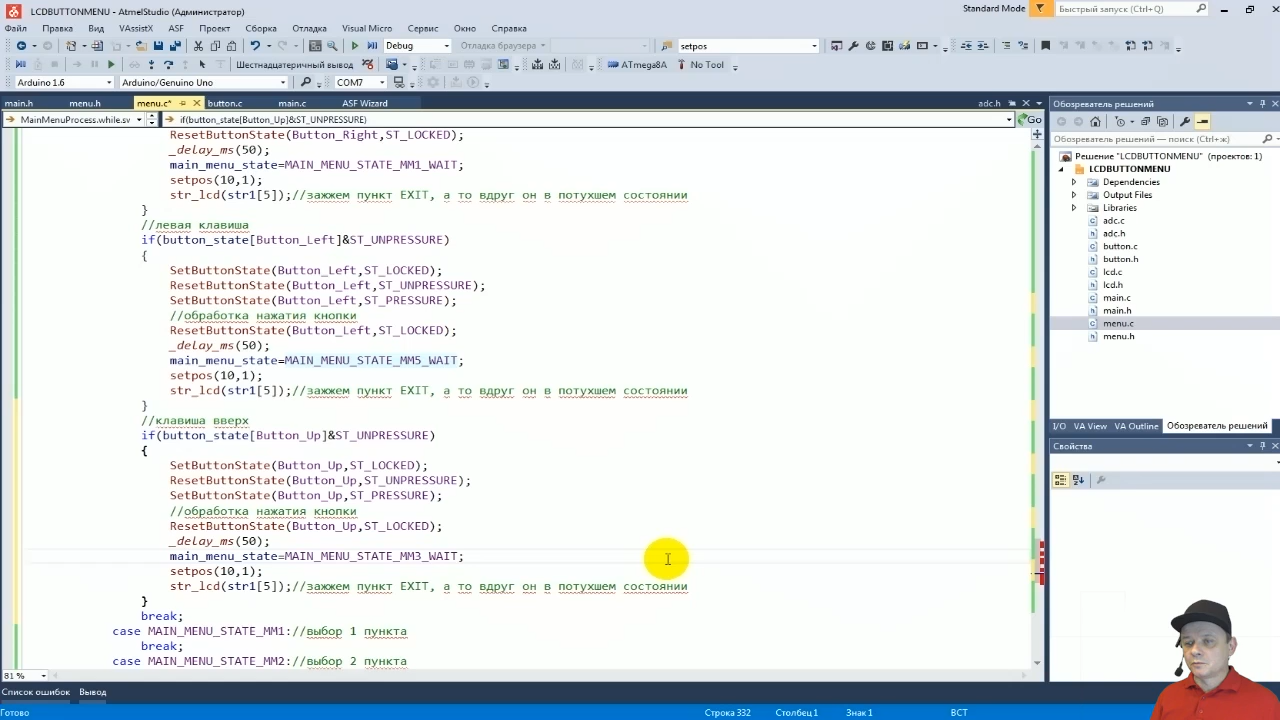 LCDBUTTONMENU - AtmelStudio (Администратор)
Standard Mode
Быстрый запуск (Ctrl+Q)
Файл Правка Вид VAssistX ASF Проект Сборка Отладка Visual Micro Сервис Окно Справка
Debug Отладка браузера setpos
Шестнадцатеричный вывод ATmega8A No Tool
Arduino 1.6 Arduino/Genuino Uno COM7
main.h menu.h menu.c* button.c main.c ASF Wizard adc.h
MainMenuProcess.while.sv if(button_state[Button_Up]&ST_UNPRESSURE) Go
ResetButtonState(Button_Right,ST_LOCKED);
_delay_ms(50);
main_menu_state=MAIN_MENU_STATE_MM1_WAIT;
setpos(10,1);
str_lcd(str1[5]);//зажжем пункт EXIT, а то вдруг он в потухшем состоянии
}
//левая клавиша
if(button_state[Button_Left]&ST_UNPRESSURE)
{
SetButtonState(Button_Left,ST_LOCKED);
ResetButtonState(Button_Left,ST_UNPRESSURE);
SetButtonState(Button_Left,ST_PRESSURE);
//обработка нажатия кнопки
ResetButtonState(Button_Left,ST_LOCKED);
_delay_ms(50);
main_menu_state=MAIN_MENU_STATE_MM5_WAIT;
setpos(10,1);
str_lcd(str1[5]);//зажжем пункт EXIT, а то вдруг он в потухшем состоянии
}
//клавиша вверх
if(button_state[Button_Up]&ST_UNPRESSURE)
{
SetButtonState(Button_Up,ST_LOCKED);
ResetButtonState(Button_Up,ST_UNPRESSURE);
SetButtonState(Button_Up,ST_PRESSURE);
//обработка нажатия кнопки
ResetButtonState(Button_Up,ST_LOCKED);
_delay_ms(50);
main_menu_state=MAIN_MENU_STATE_MM3_WAIT;
setpos(10,1);
str_lcd(str1[5]);//зажжем пункт EXIT, а то вдруг он в потухшем состоянии
}
break;
case MAIN_MENU_STATE_MM1://выбор 1 пункта
break;
case MAIN_MENU_STATE_MM2://выбор 2 пункта
81 %
Обозреватель решений
Обозреватель решений — поиск (Ctrl+ж)
Решение "LCDBUTTONMENU" (проектов: 1)
LCDBUTTONMENU
Dependencies
Output Files
Libraries
adc.c
adc.h
button.c
button.h
lcd.c
lcd.h
main.c
main.h
menu.c
menu.h
I/O VA View VA Outline Обозреватель решений
Свойства
Список ошибок Вывод
Готово Строка 332 Столбец 1 Знак 1 ВСТ